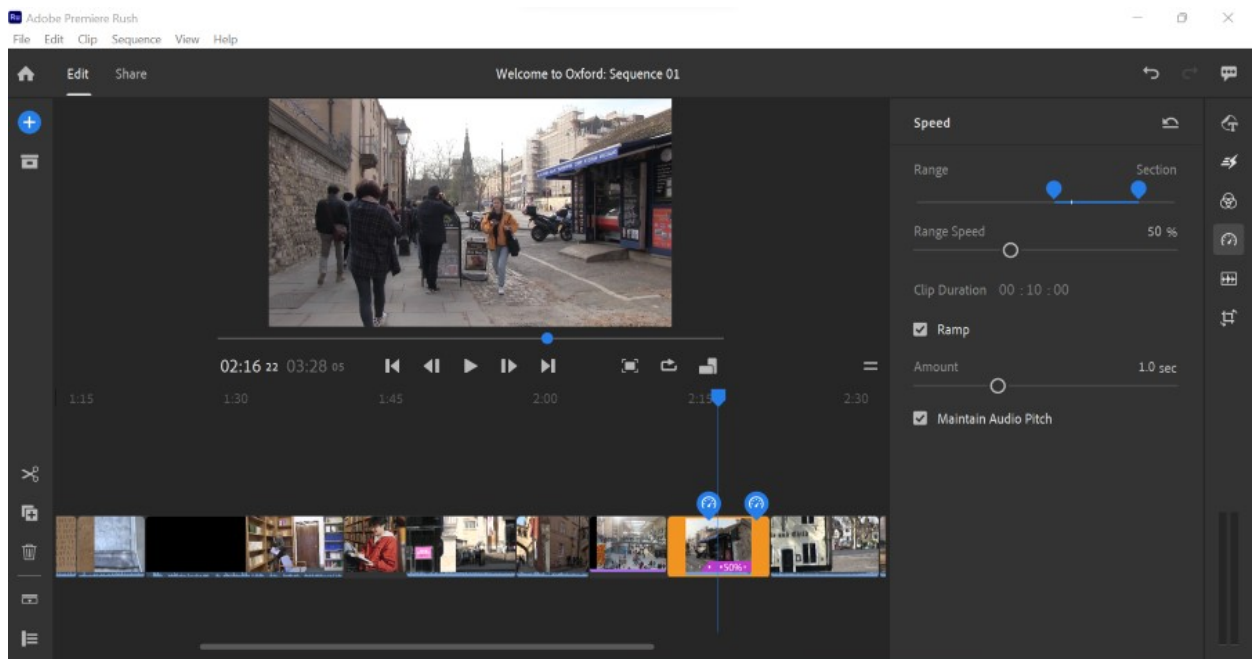 Ru Adobe Premiere Rush
File Edit Clip Sequence View Help
Edit Share Welcome to Oxford: Sequence 01
Speed
Range Section
Range Speed 50 %
Clip Duration 00 : 10 : 00
Ramp
02:16 22 03:28 05
Amount 1.0 sec
1:15 1:30 1:45 2:00 2:15 2:30
Maintain Audio Pitch
50%